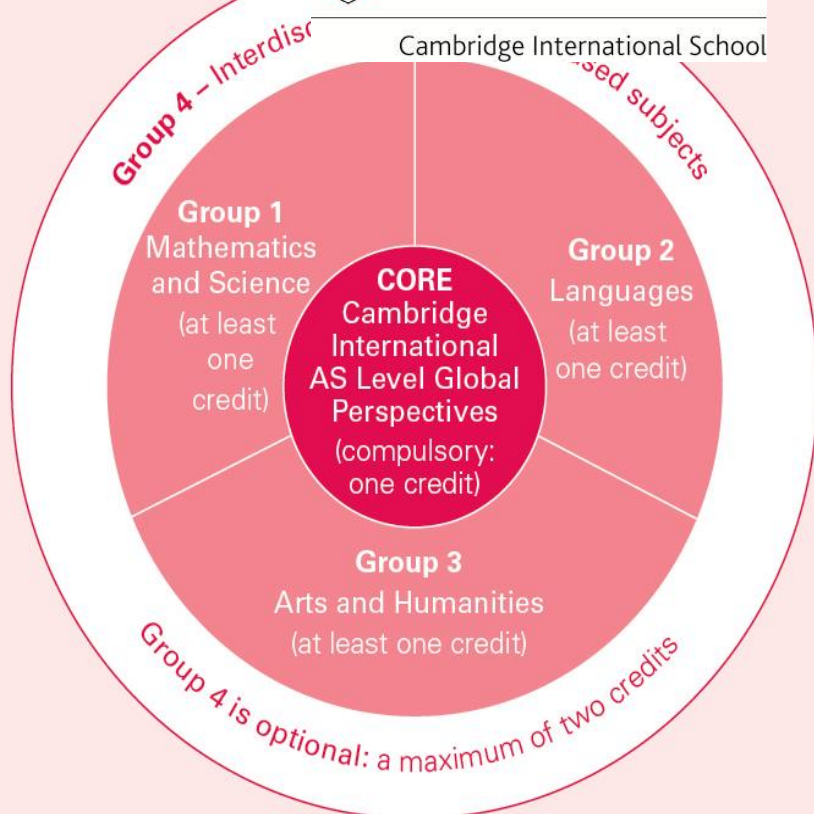 Cambridge International School
Group 4 – Interdisc
sed subjects
Group 1
Mathematics
and Science
(at least
one
credit)
CORE
Cambridge
International
AS Level Global
Perspectives
(compulsory:
one credit)
Group 2
Languages
(at least
one credit)
Group 3
Arts and Humanities
(at least one credit)
Group 4 is optional: a maximum of two credits